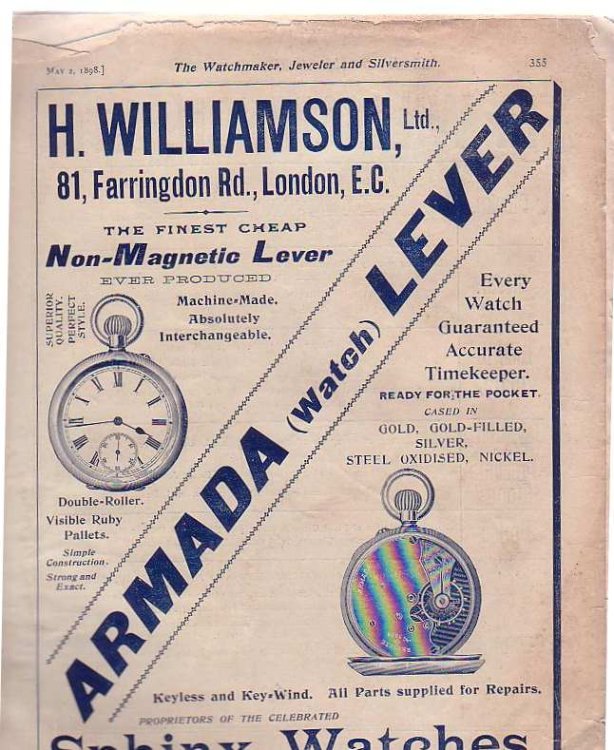 MAY 2, 1898.]
The Watchmaker, Jeweler and Silversmith.
355
H. WILLIAMSON, Ltd.,
81, Farringdon Rd., London, E.C.
THE FINEST CHEAP
Non-Magnetic Lever
EVER PRODUCED
SUPERIOR
QUALITY.
PERFECT
STYLE.
Machine-Made.
Absolutely
Interchangeable.
ARMADA (Watch) LEVER
Every
Watch
Guaranteed
Accurate
Timekeeper.
READY FOR THE POCKET.
CASED IN
GOLD, GOLD-FILLED,
SILVER,
STEEL OXIDISED, NICKEL.
Double-Roller.
Visible Ruby
Pallets.
Simple
Construction.
Strong and
Exact.
Keyless and Key-Wind. All Parts supplied for Repairs.
PROPRIETORS OF THE CELEBRATED
Sphinx Watches